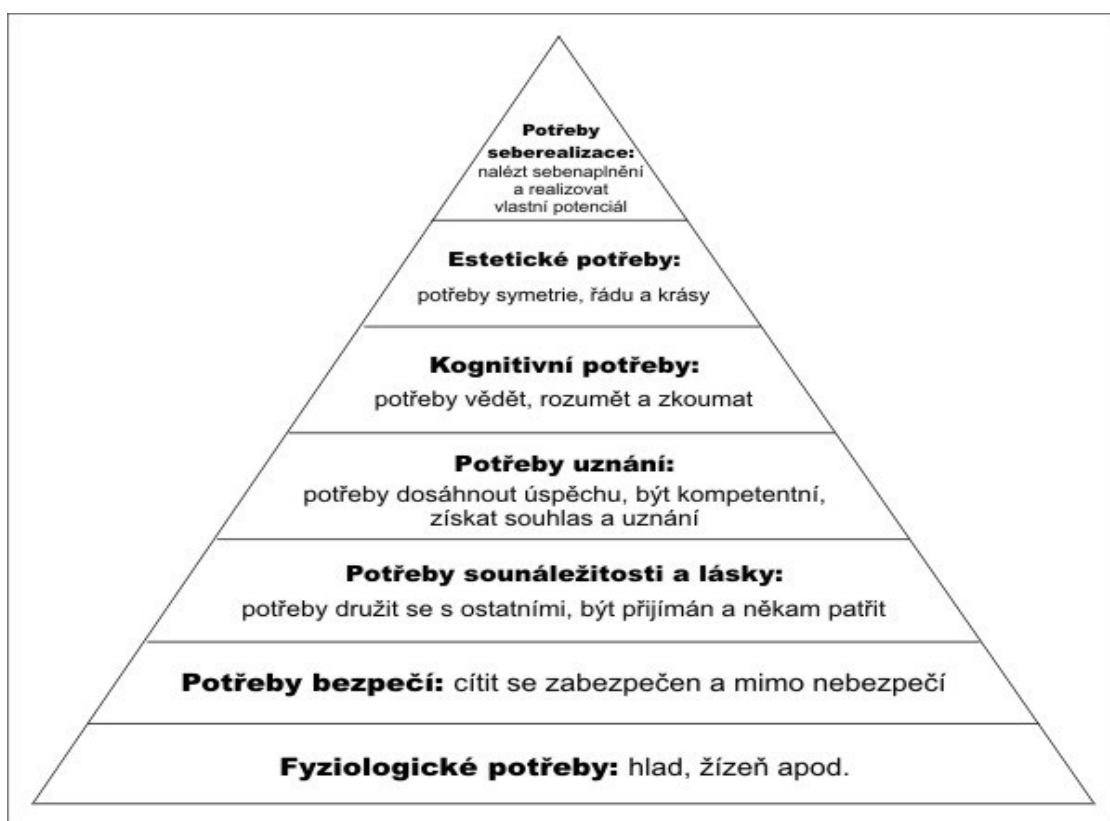 Potřeby
seberealizace:
nalézt sebenaplnění
a realizovat
vlastní potenciál
Estetické potřeby:
potřeby symetrie, řádu a krásy
Kognitivní potřeby:
potřeby vědět, rozumět a zkoumat
Potřeby uznání:
potřeby dosáhnout úspěchu, být kompetentní,
získat souhlas a uznání
Potřeby sounáležitosti a lásky:
potřeby družit se s ostatními, být přijímán a někam patřit
Potřeby bezpečí: cítit se zabezpečen a mimo nebezpečí
Fyziologické potřeby: hlad, žízeň apod.